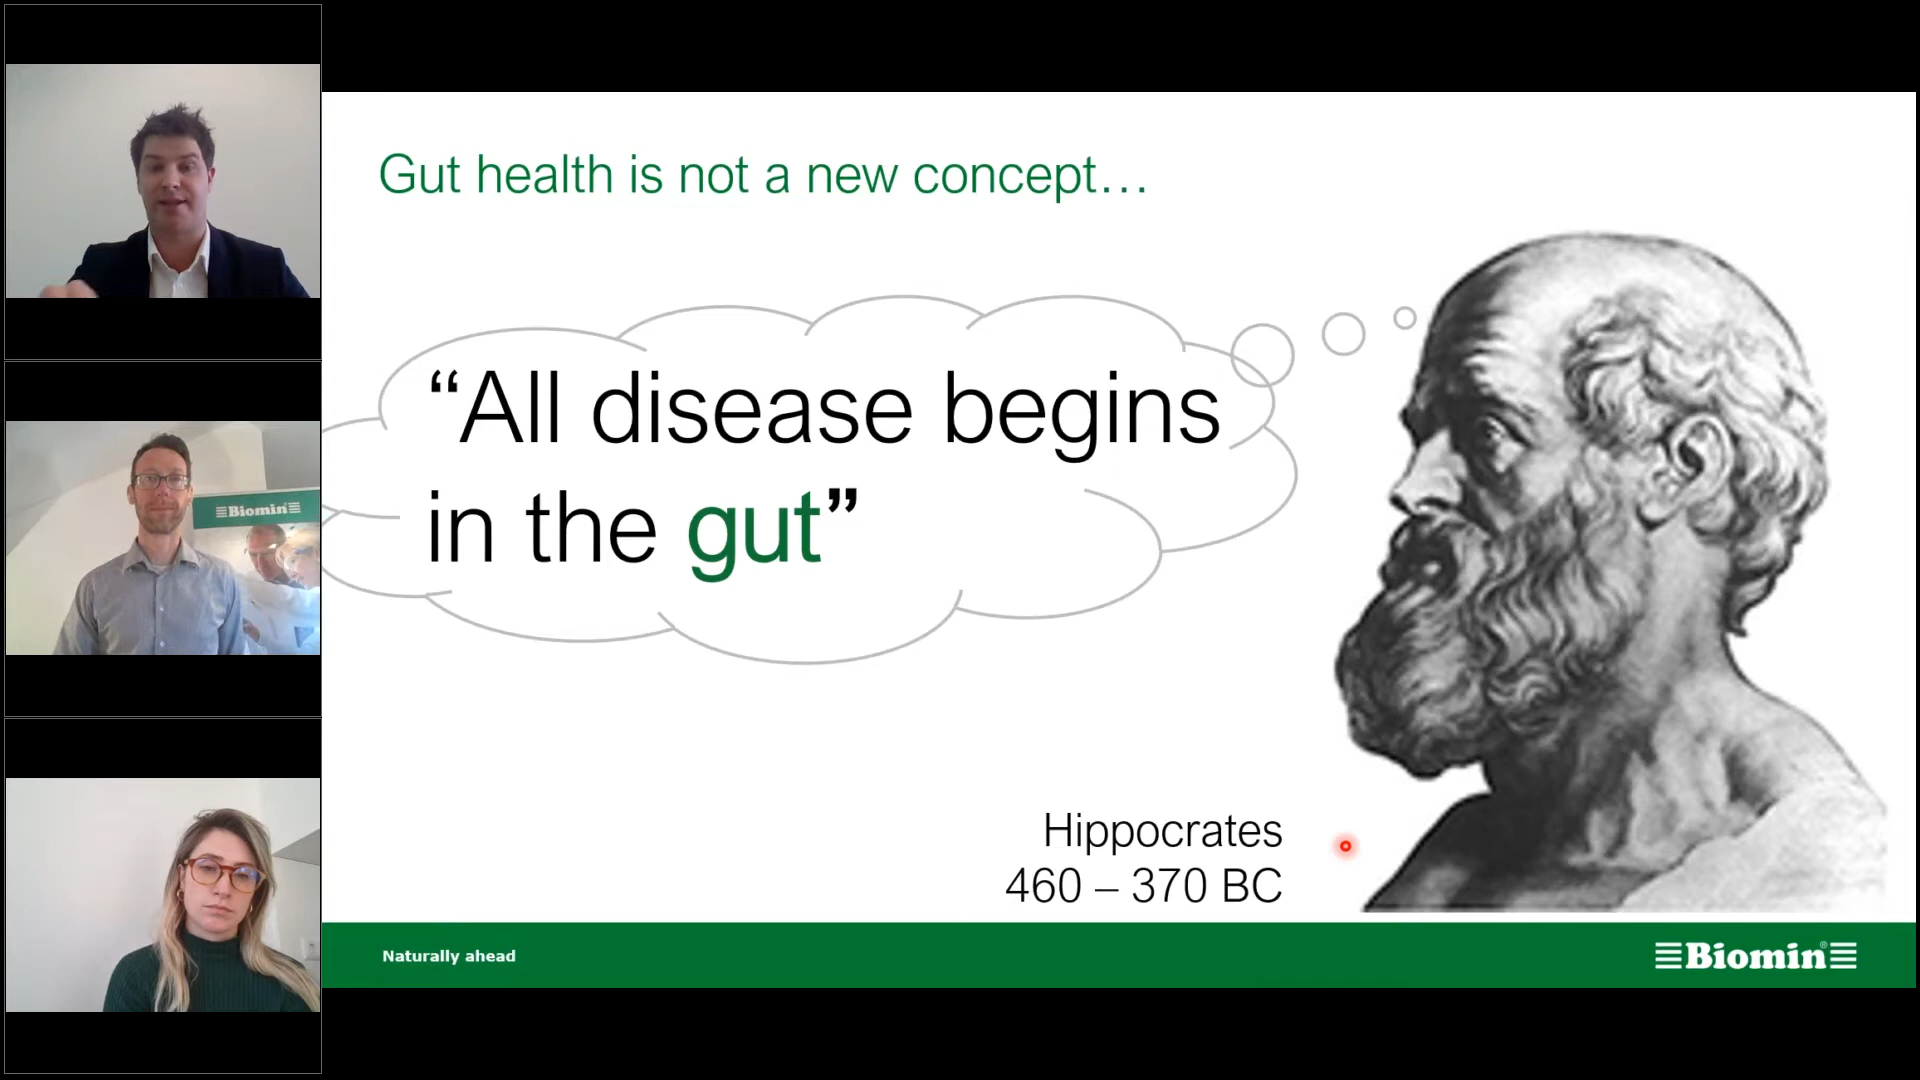 Gut health is not a new concept…
“All disease begins
in the gut”
Hippocrates
460 – 370 BC
Naturally ahead
Biomin®
Biomin